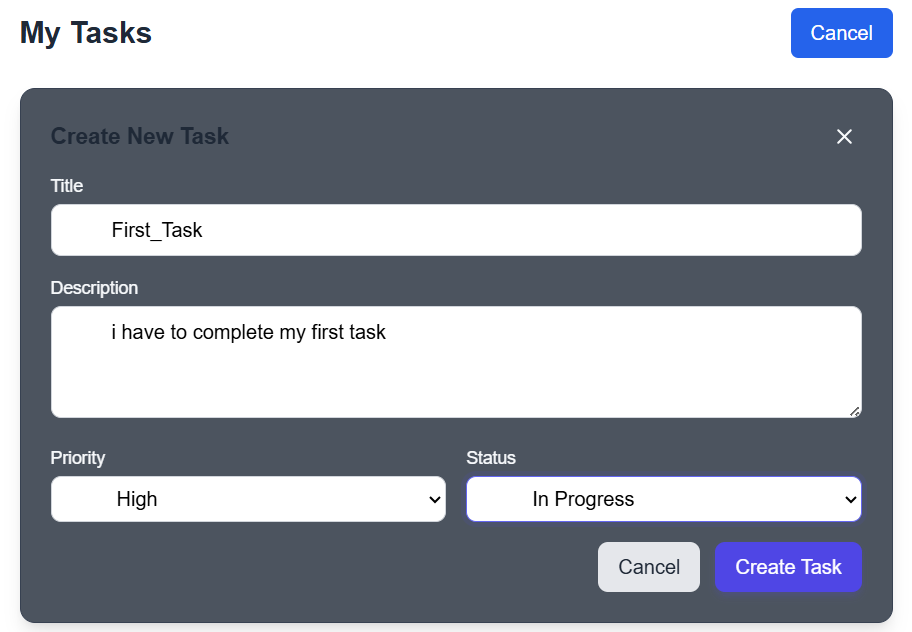 My Tasks
Cancel
Create New Task
Title
First_Task
Description
i have to complete my first task
Priority
Status
High
In Progress
Cancel
Create Task